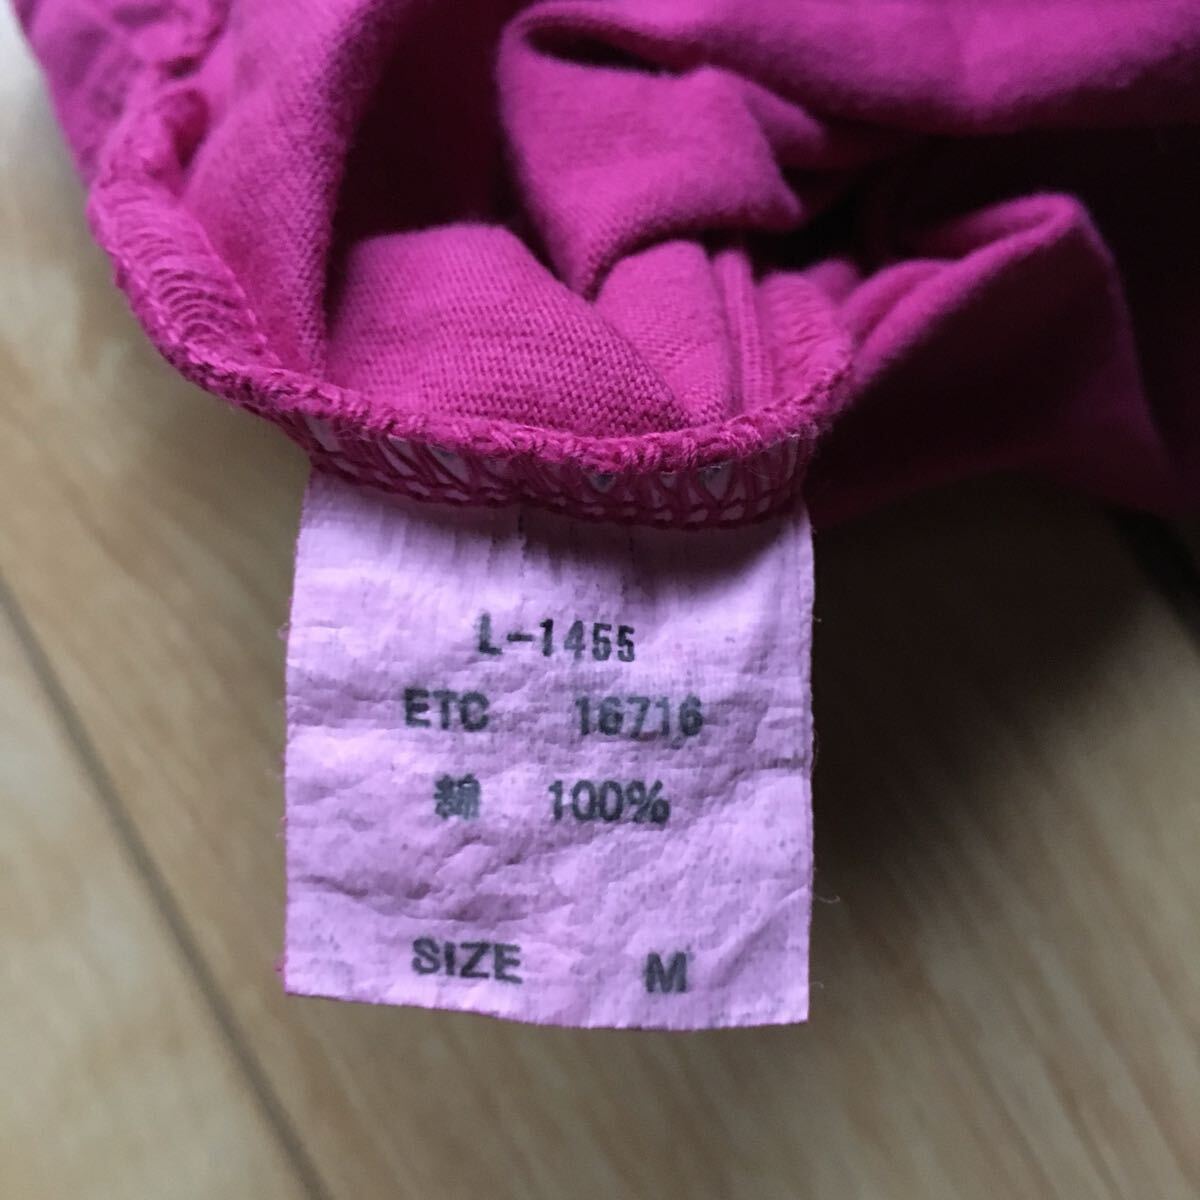 L-1455
ETC 16716
綿 100%
SIZE M